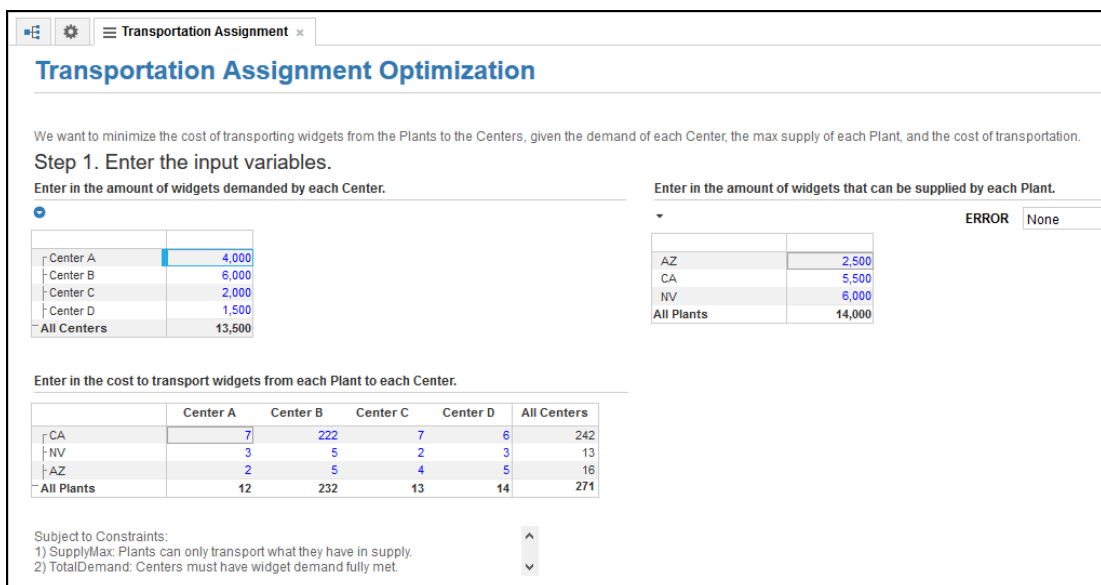 Transportation Assignment ×
Transportation Assignment Optimization
We want to minimize the cost of transporting widgets from the Plants to the Centers, given the demand of each Center, the max supply of each Plant, and the cost of transportation.
Step 1. Enter the input variables.
Enter in the amount of widgets demanded by each Center.
Center A 4,000
Center B 6,000
Center C 2,000
Center D 1,500
All Centers 13,500
Enter in the amount of widgets that can be supplied by each Plant.
ERROR None
AZ 2,500
CA 5,500
NV 6,000
All Plants 14,000
Enter in the cost to transport widgets from each Plant to each Center.
Center A Center B Center C Center D All Centers
CA 7 222 7 6 242
NV 3 5 2 3 13
AZ 2 5 4 5 16
All Plants 12 232 13 14 271
Subject to Constraints:
1) SupplyMax: Plants can only transport what they have in supply.
2) TotalDemand: Centers must have widget demand fully met.